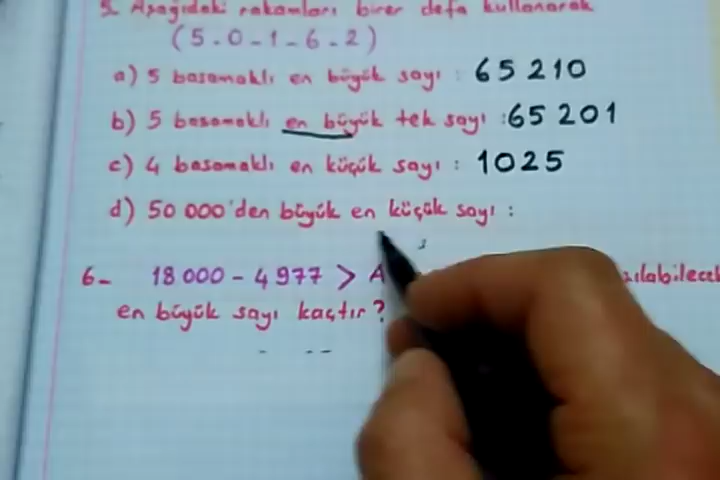 5. Aşağıdaki rakamları birer defa kullanarak
(5-0-1-6-2)
a) 5 basamaklı en büyük sayı : 65 210
b) 5 basamaklı en büyük tek sayı : 65 201
c) 4 basamaklı en küçük sayı : 1025
d) 50 000'den büyük en küçük sayı :
6- 18 000 - 4 977 > A
en büyük sayı kaçtır?